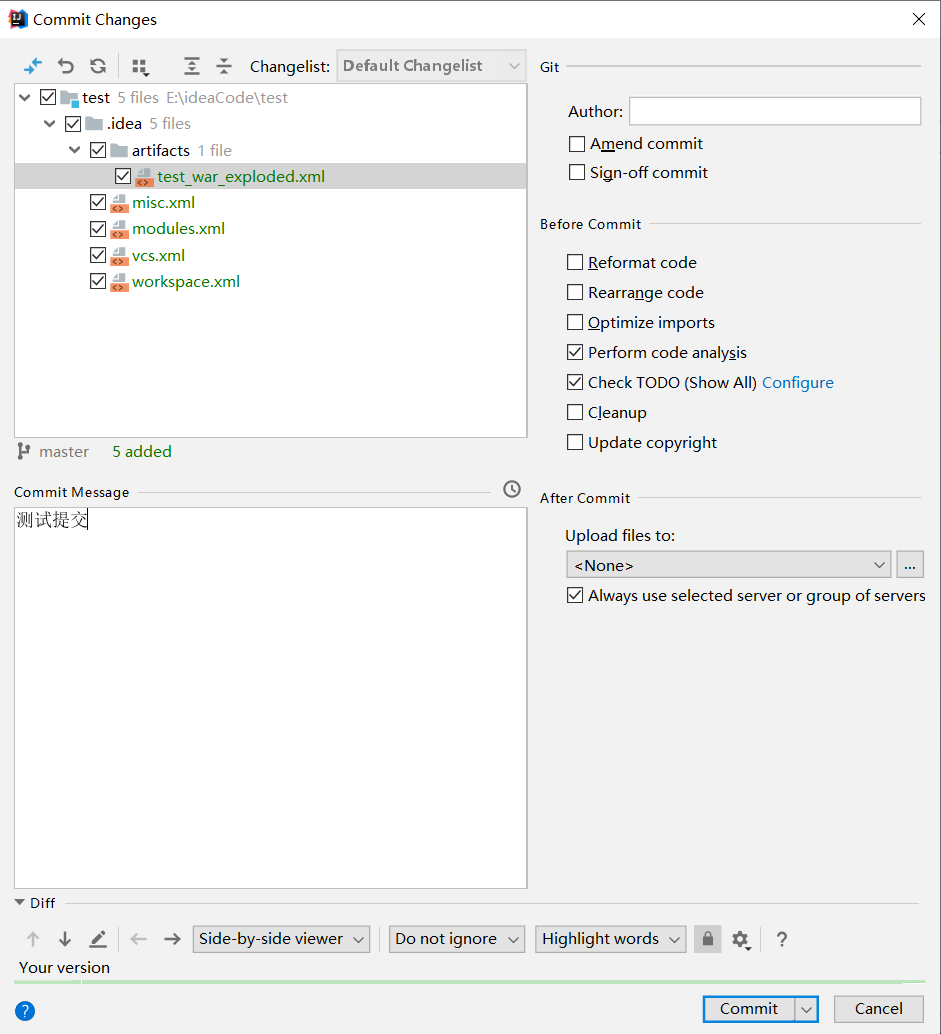 Commit Changes
Changelist: Default Changelist
test 5 files E:\ideaCode\test
.idea 5 files
artifacts 1 file
test_war_exploded.xml
misc.xml
modules.xml
vcs.xml
workspace.xml
master 5 added
Commit Message
测试提交
Git
Author:
Amend commit
Sign-off commit
Before Commit
Reformat code
Rearrange code
Optimize imports
Perform code analysis
Check TODO (Show All) Configure
Cleanup
Update copyright
After Commit
Upload files to:
<None>
...
Always use selected server or group of servers
Diff
Side-by-side viewer Do not ignore Highlight words ?
Your version
? Commit Cancel